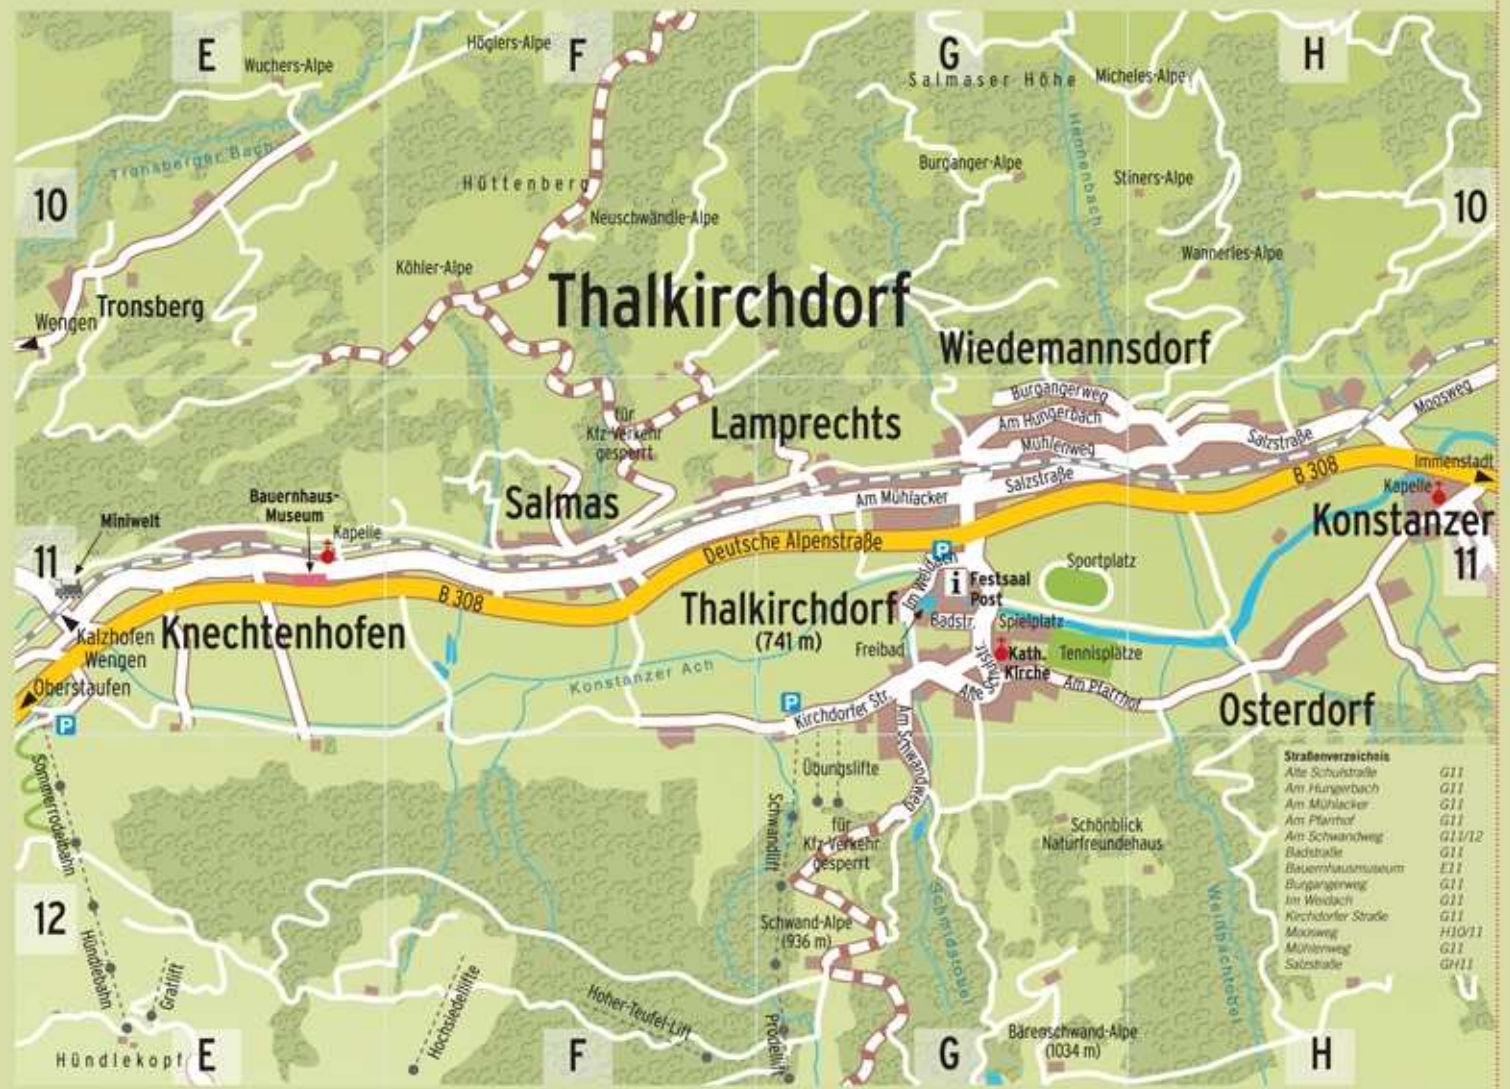 E
F
G
H
Höglers-Alpe
Wuchers-Alpe
Salmaser Höhe
Micheles-Alpe
Tronsberger Bach
Burganger-Alpe
Hennenbach
Stiners-Alpe
Hüttenberg
10
10
Neuschwändle-Alpe
Köhler-Alpe
Wannerles-Alpe
Thalkirchdorf
Tronsberg
Wengen
Wiedemannsdorf
Burgangerweg
Moosweg
für
Kfz-Verkehr
gesperrt
Lamprechts
Am Hungerbach
Mühlenweg
Salzstraße
Immenstadt
B 308
Salzstraße
Kapelle
Bauernhaus-
Museum
Salmas
Am Mühlacker
Konstanzer
Miniwelt
Kapelle
Deutsche Alpenstraße
11
11
P
Im Weidach
i
Festsaal
Post
Sportplatz
B 308
Thalkirchdorf
(741 m)
Badstr.
Spielplatz
Kalzhofen
Wengen
Knechtenhofen
Freibad
Kath.
Kirche
Tennisplätze
Konstanzer Ach
Oberstaufen
Alte
Schulstr.
Am Pfarrhof
P
P
Kirchdorfer Str.
Osterdorf
Am Schwandweg
Übungslifte
Sommerrodelbahn
Schwandlift
für
Kfz-Verkehr
gesperrt
Schönblick
Naturfreundehaus
Straßenverzeichnis
Alte Schulstraße G11
Am Hungerbach G11
Am Mühlacker G11
Am Pfarrhof G11
Am Schwandweg G11/12
Badstraße G11
Bauernhausmuseum E11
Burgangerweg G11
Im Weidach G11
Kirchdorfer Straße G11
Moosweg H10/11
Mühlenweg G11
Salzstraße GH11
12
Schwand-Alpe
(936 m)
Schmidstobel
Weinbachtobel
Hündlebahn
Gratlift
Hochsiedellifte
Hoher-Teufel-Lift
Prodellift
Bärenschwand-Alpe
(1034 m)
Hündlekopf
E
F
G
H